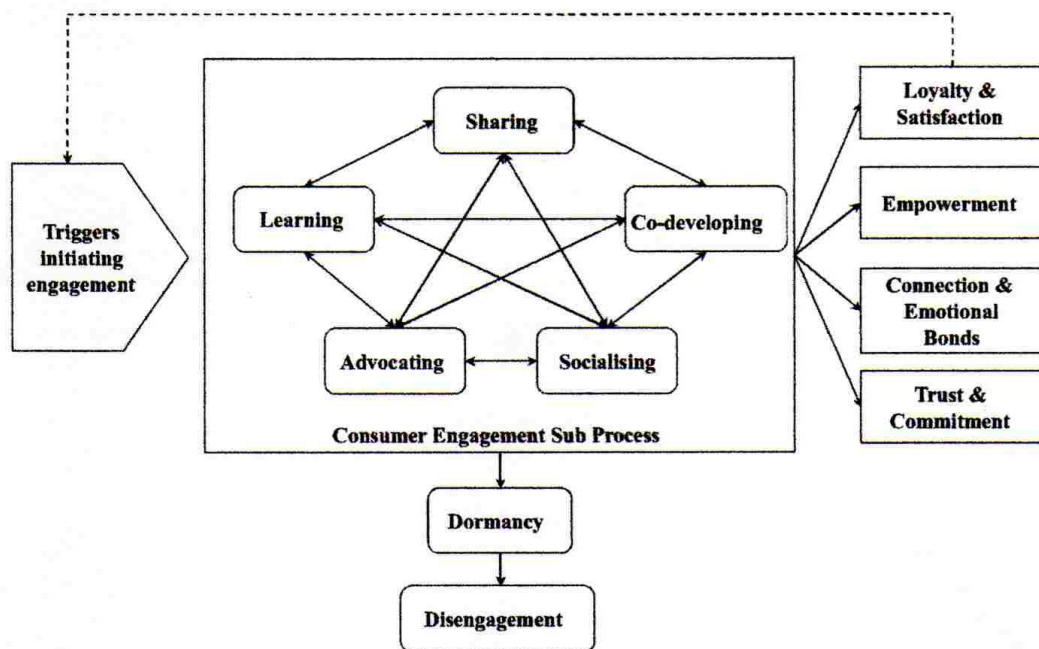 Triggers
initiating
engagement
Sharing
Learning
Co-developing
Advocating
Socialising
Consumer Engagement Sub Process
Dormancy
Disengagement
Loyalty &
Satisfaction
Empowerment
Connection &
Emotional
Bonds
Trust &
Commitment